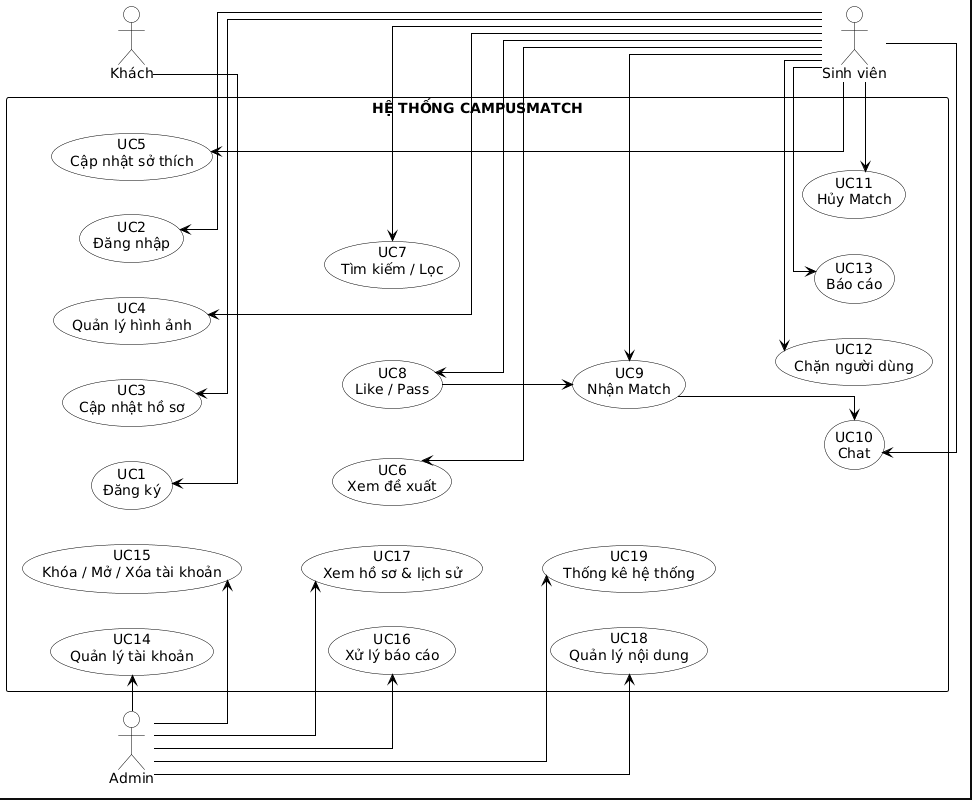 Khách
Sinh viên
HỆ THỐNG CAMPUSMATCH
UC5
Cập nhật sở thích
UC11
Hủy Match
UC2
Đăng nhập
UC7
Tìm kiếm / Lọc
UC13
Báo cáo
UC4
Quản lý hình ảnh
UC12
Chặn người dùng
UC8
Like / Pass
UC9
Nhận Match
UC3
Cập nhật hồ sơ
UC10
Chat
UC1
Đăng ký
UC6
Xem đề xuất
UC15
Khóa / Mở / Xóa tài khoản
UC17
Xem hồ sơ & lịch sử
UC19
Thống kê hệ thống
UC14
Quản lý tài khoản
UC16
Xử lý báo cáo
UC18
Quản lý nội dung
Admin